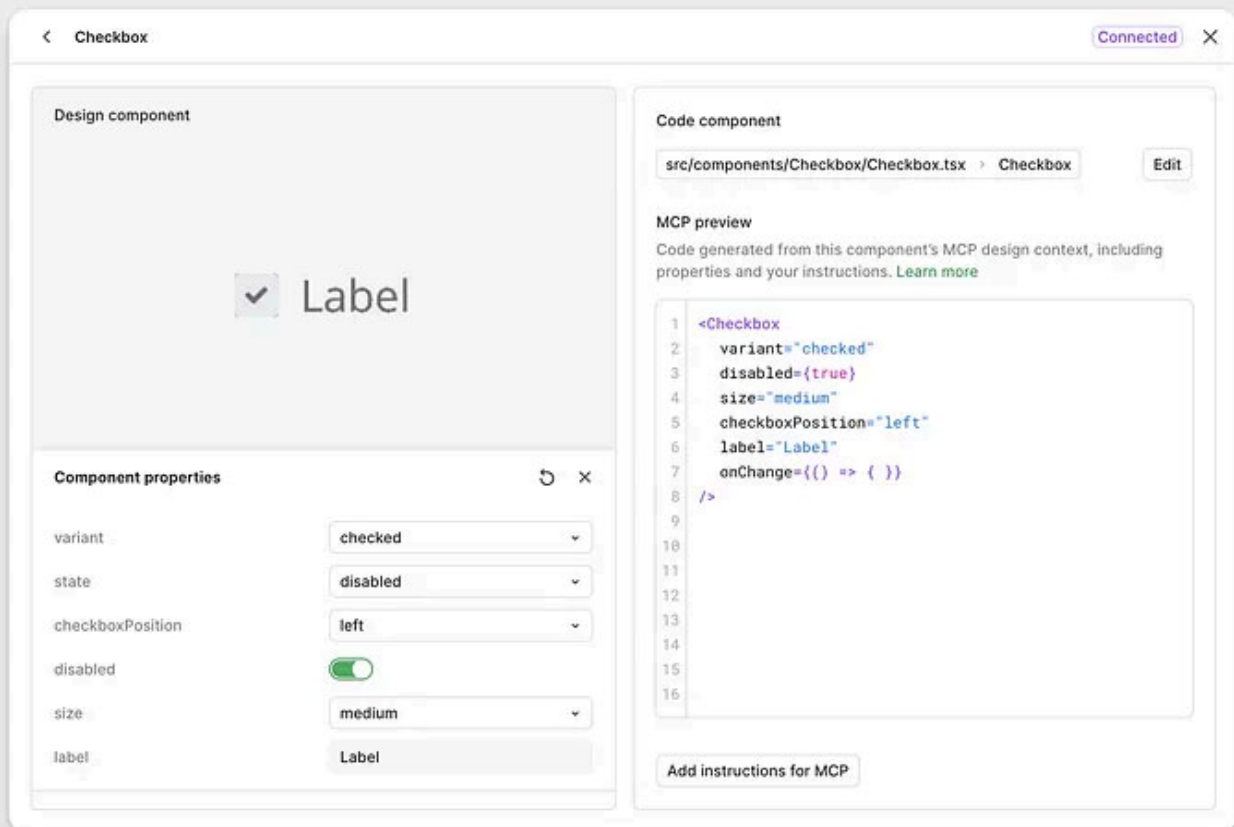 Checkbox
Connected
Design component
Label
Component properties
variant
checked
state
disabled
checkboxPosition
left
disabled
size
medium
label
Label
Code component
src/components/Checkbox/Checkbox.tsx › Checkbox
Edit
MCP preview
Code generated from this component's MCP design context, including
properties and your instructions. Learn more
1 <Checkbox
2 variant="checked"
3 disabled={true}
4 size="medium"
5 checkboxPosition="left"
6 label="Label"
7 onChange={() => { }}
8 />
9
10
11
12
13
14
15
16
Add instructions for MCP